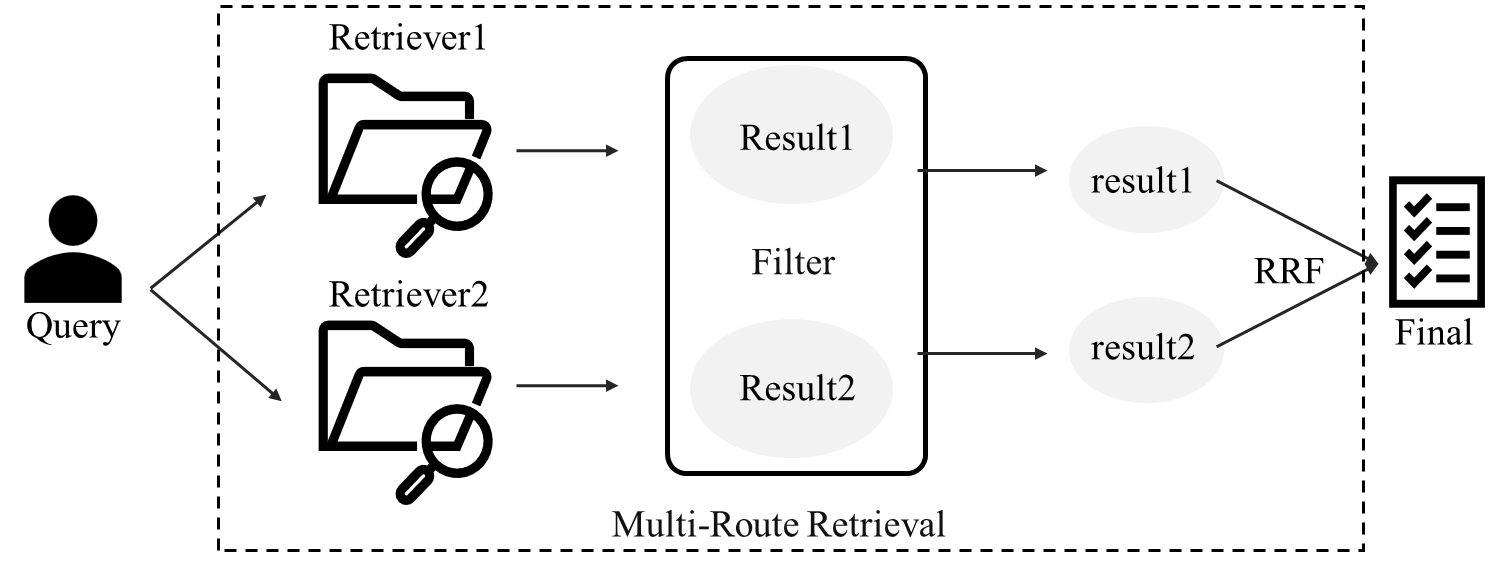 Retriever1
Result1
result1
Query
Filter
RRF
Retriever2
Result2
result2
Final
Multi-Route Retrieval